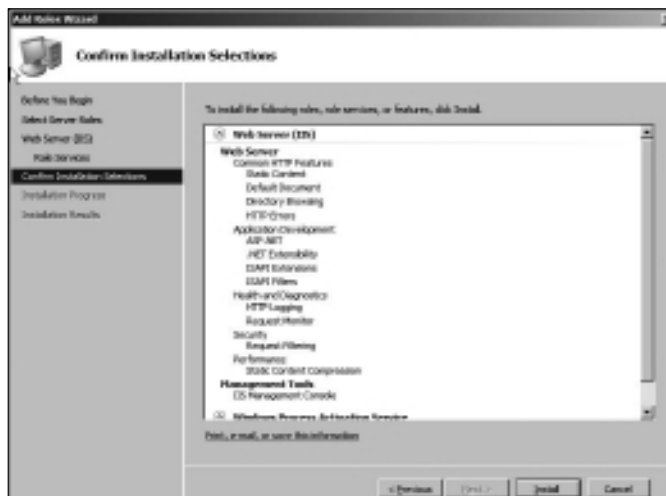 Add Roles Wizard
Confirm Installation Selections
Before You Begin
Select Server Roles
Web Server (IIS)
Role Services
Confirm Installation Selections
Installation Progress
Installation Results
To install the following roles, role services, or features, click Install.
Web Server (IIS)
Web Server
Common HTTP Features
Static Content
Default Document
Directory Browsing
HTTP Errors
Application Development
ASP.NET
.NET Extensibility
ISAPI Extensions
ISAPI Filters
Health and Diagnostics
HTTP Logging
Request Monitor
Security
Request Filtering
Performance
Static Content Compression
Management Tools
IIS Management Console
Windows Process Activation Service
Print, e-mail, or save this information
< Previous
Next >
Install
Cancel